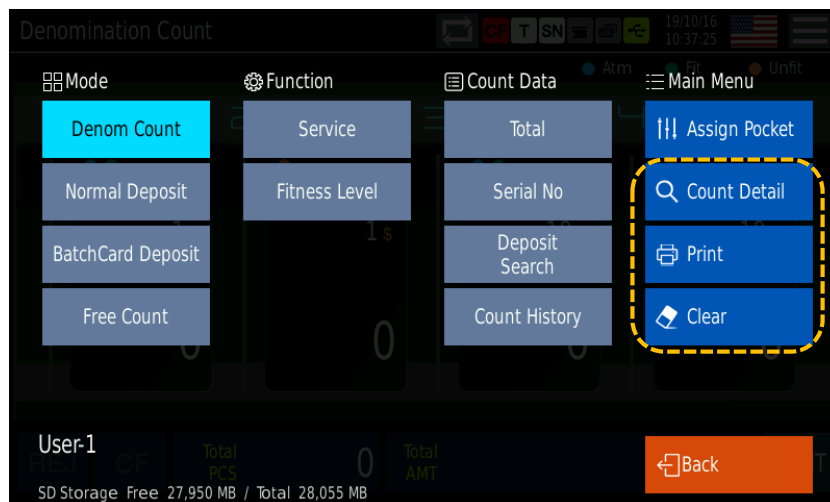 Denomination Count
CF T SN
19/10/16
10:37:25
Atm Fit Unfit
Mode
Denom Count
Normal Deposit
BatchCard Deposit
Free Count
Function
Service
Fitness Level
Count Data
Total
Serial No
Deposit
Search
Count History
Main Menu
Assign Pocket
Count Detail
Print
Clear
1 $
0
0
0
0
User-1
REJ CF
Total
PCS
0
Total
AMT
SD Storage Free 27,950 MB / Total 28,055 MB
Back